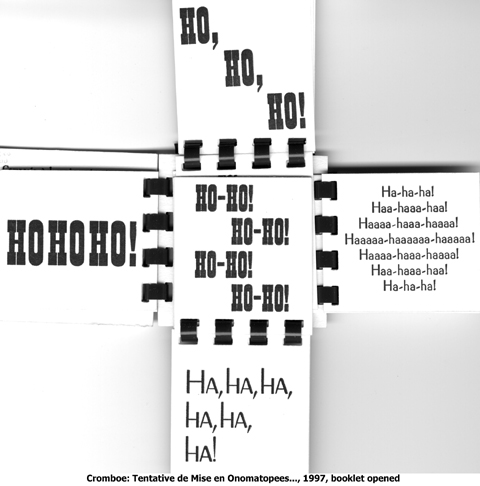 HO,
HO,
HO!
HOHOHO!
HO-HO!
HO-HO!
HO-HO!
HO-HO!
Ha-ha-ha!
Haa-haaa-haa!
Haaaa-haaa-haaaa!
Haaaaa-haaaaaa-haaaaa!
Haaaa-haaa-haaaa!
Haa-haaa-haa!
Ha-ha-ha!
HA, HA, HA,
HA, HA,
HA!
Cromboe: Tentative de Mise en Onomatopees..., 1997, booklet opened